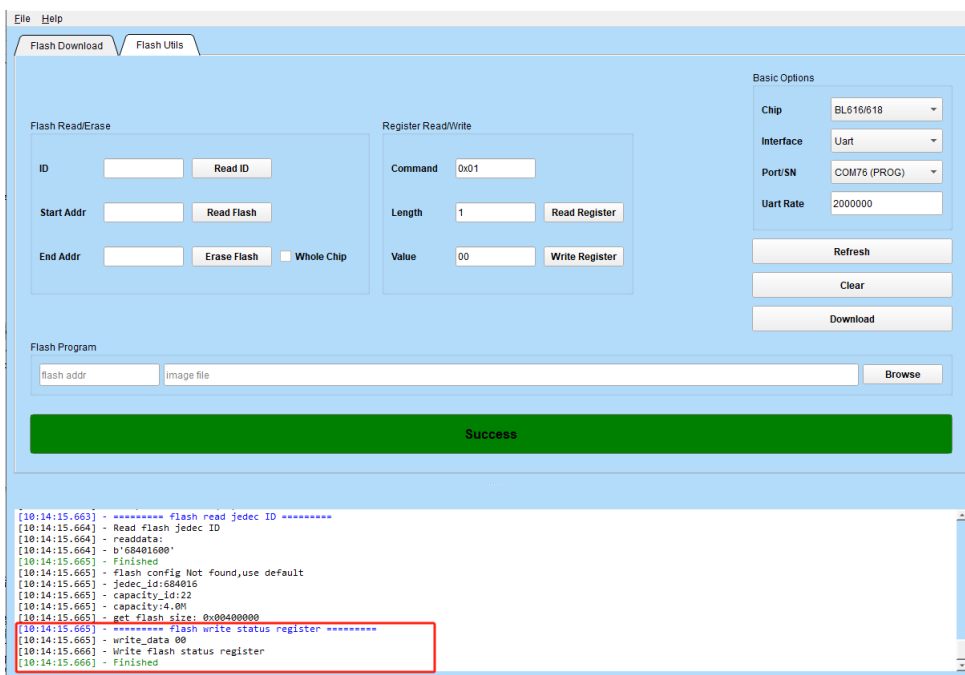 File Help
Flash Download Flash Utils
Basic Options
Chip BL616/618
Flash Read/Erase Register Read/Write
Interface Uart
ID Read ID Command 0x01
Port/SN COM76 (PROG)
Uart Rate 2000000
Start Addr Read Flash Length 1 Read Register
End Addr Erase Flash Whole Chip Value 00 Write Register
Refresh
Clear
Download
Flash Program
flash addr image file Browse
Success
[10:14:15.663] - ========= flash read jedec ID =========
[10:14:15.664] - Read flash jedec ID
[10:14:15.664] - readdata:
[10:14:15.664] - b'68401600'
[10:14:15.665] - Finished
[10:14:15.665] - flash config Not found,use default
[10:14:15.665] - jedec_id:684016
[10:14:15.665] - capacity_id:22
[10:14:15.665] - capacity:4.0M
[10:14:15.665] - get flash size: 0x00400000
[10:14:15.665] - ========= flash write status register =========
[10:14:15.665] - write_data 00
[10:14:15.666] - Write flash status register
[10:14:15.666] - Finished